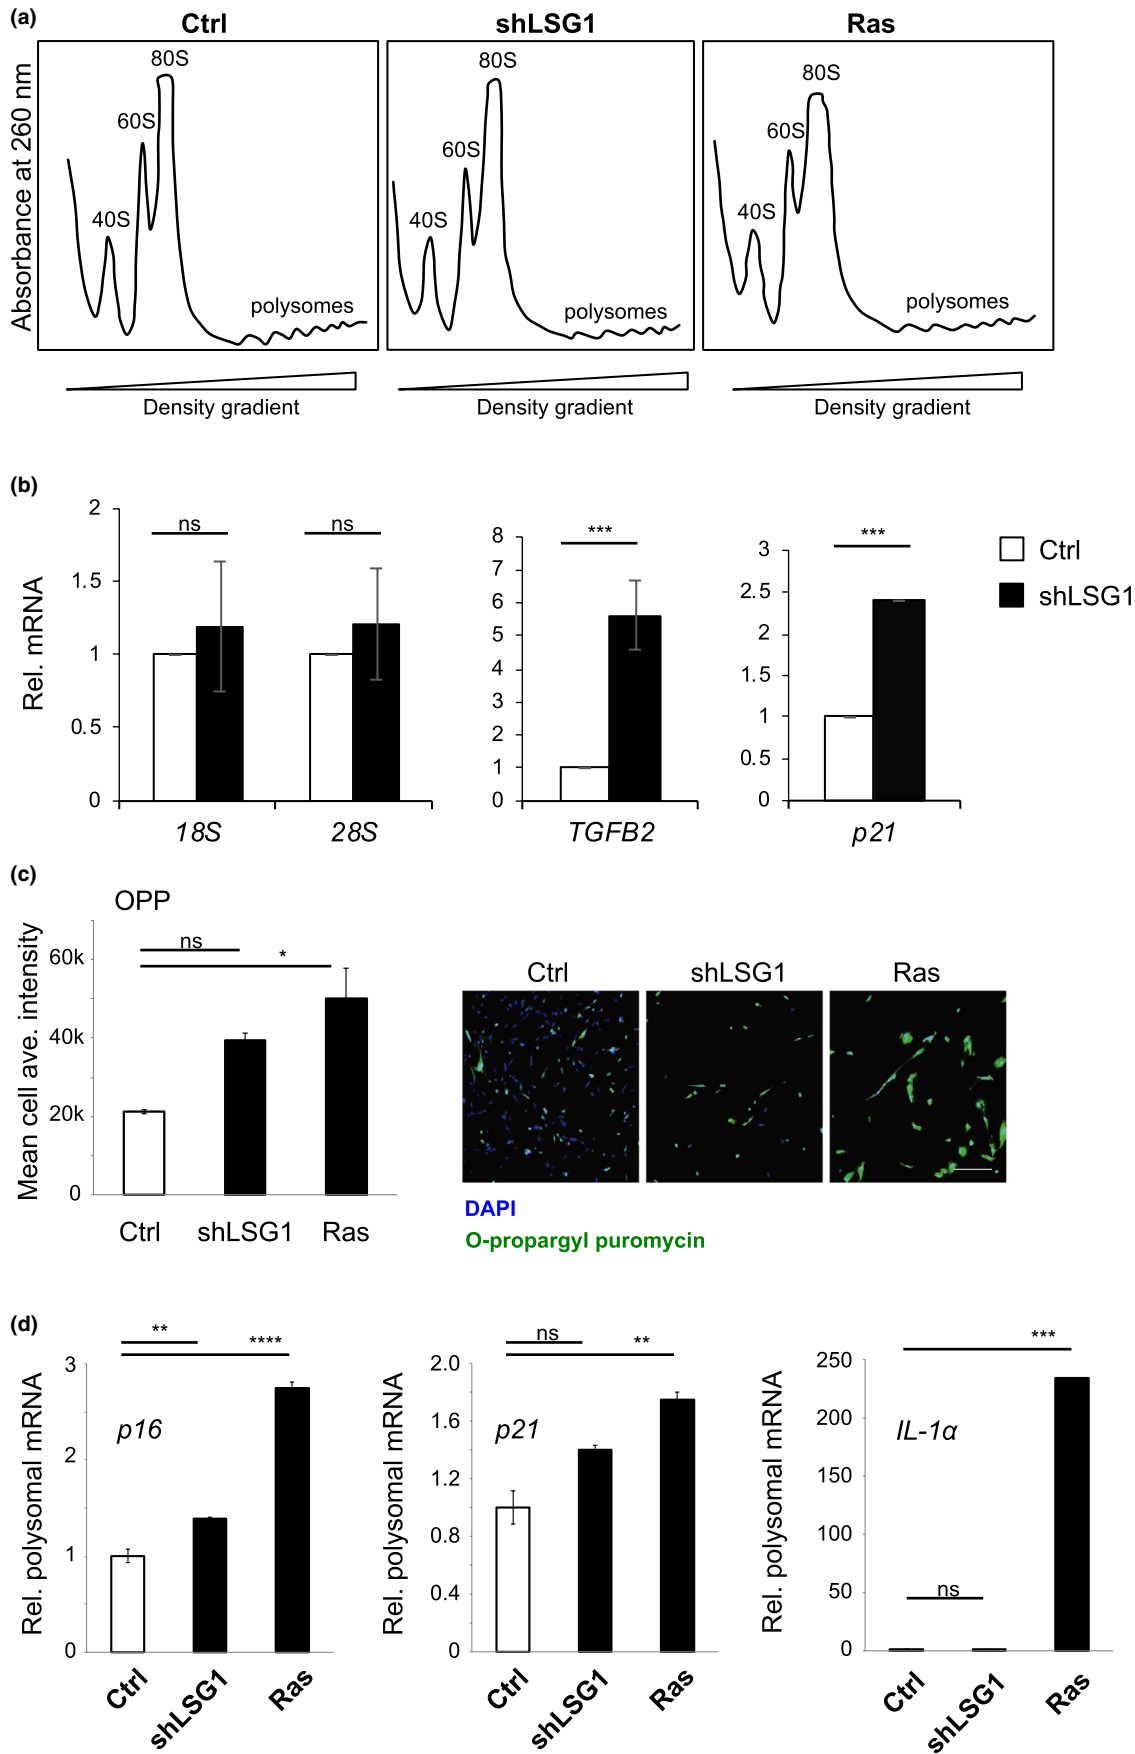 (a)
Ctrl
shLSG1
Ras
Absorbance at 260 nm
40S
60S
80S
polysomes
40S
60S
80S
polysomes
40S
60S
80S
polysomes
Density gradient
Density gradient
Density gradient
(b)
Rel. mRNA
2
1.5
1
0.5
0
ns
ns
18S
28S
8
7
6
5
4
3
2
1
0
***
TGFB2
3
2.5
2
1.5
1
0.5
0
***
p21
Ctrl
shLSG1
(c)
OPP
Mean cell ave. intensity
60k
40k
20k
0
ns
*
Ctrl
shLSG1
Ras
Ctrl
shLSG1
Ras
DAPI
O-propargyl puromycin
(d)
Rel. polysomal mRNA
3
2
1
0
**
****
p16
Ctrl
shLSG1
Ras
Rel. polysomal mRNA
2.0
1.6
1.2
0.8
0.4
0
ns
**
p21
Ctrl
shLSG1
Ras
Rel. polysomal mRNA
250
200
150
100
50
0
***
ns
IL-1α
Ctrl
shLSG1
Ras